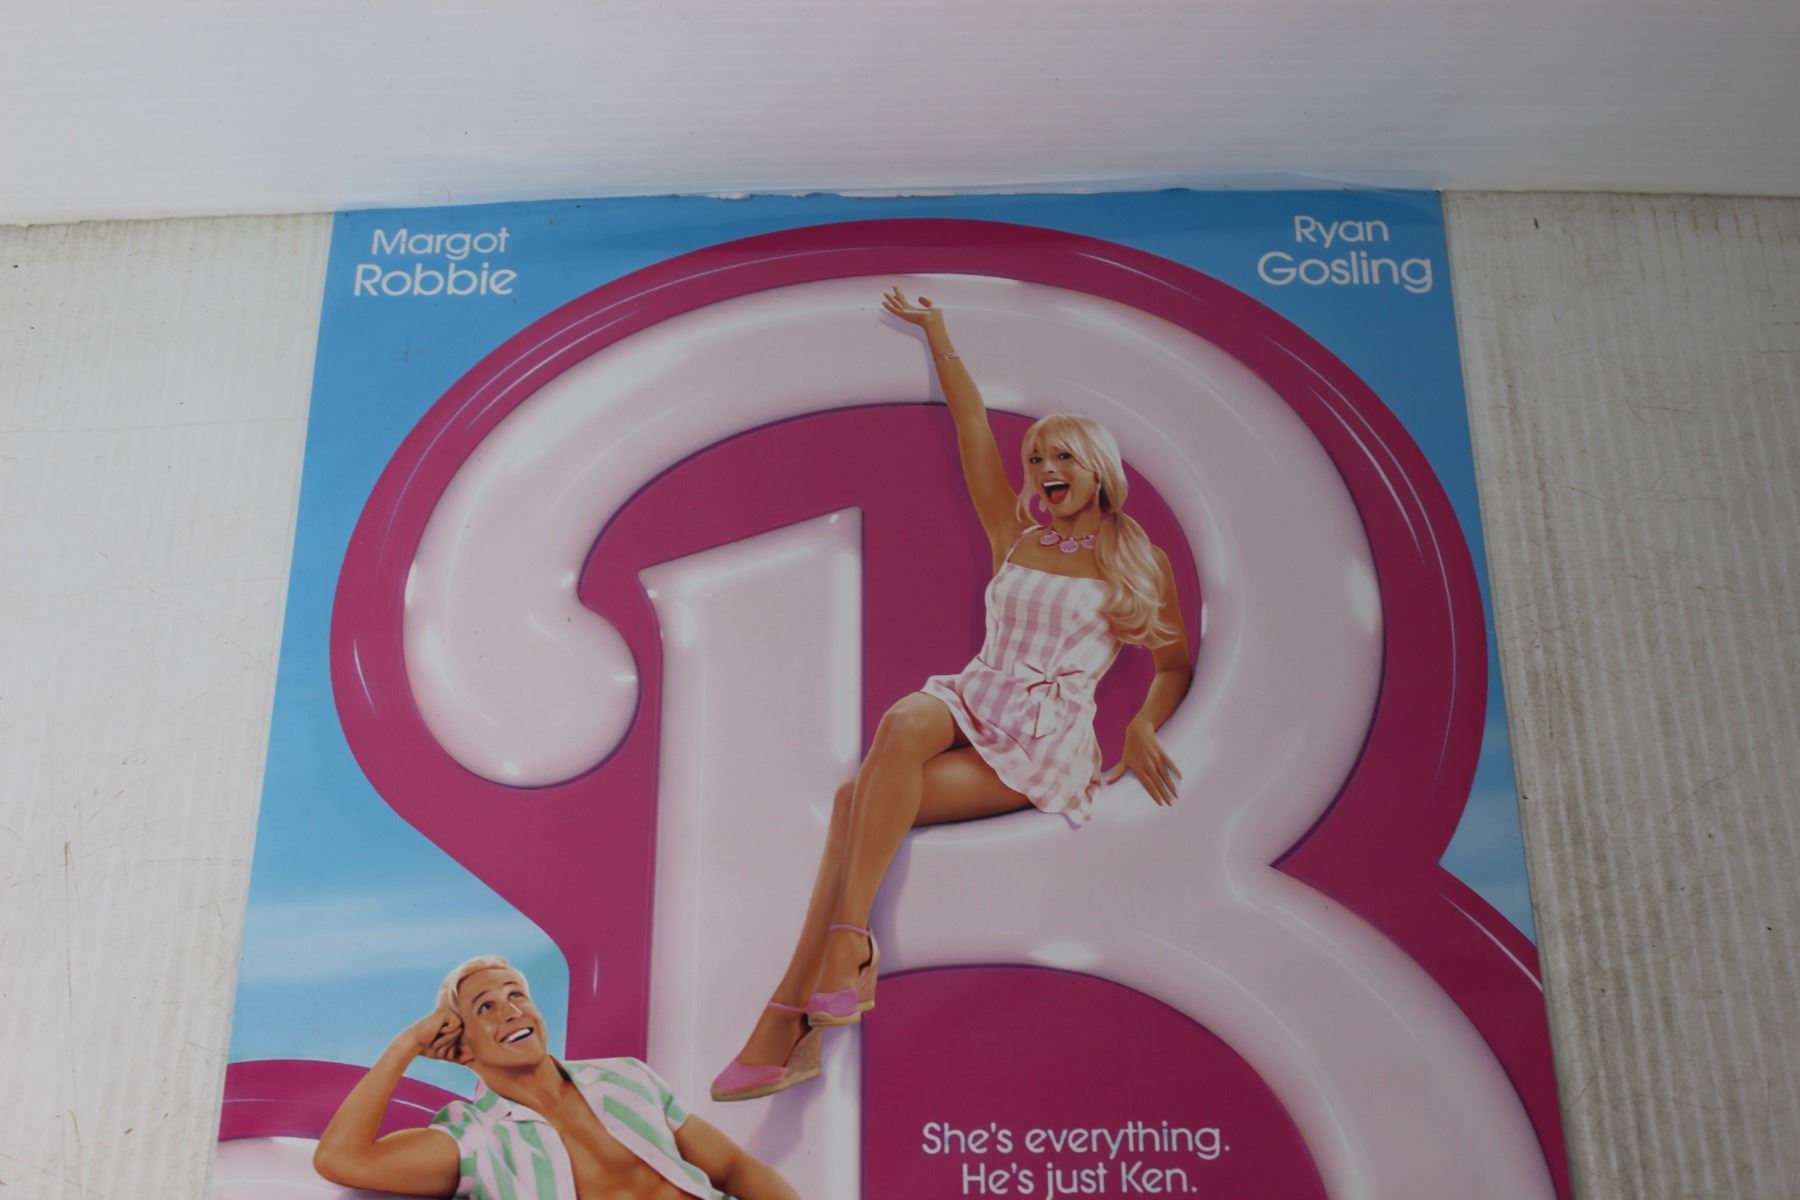 Margot
Robbie
Ryan
Gosling
B
She's everything.
He's just Ken.